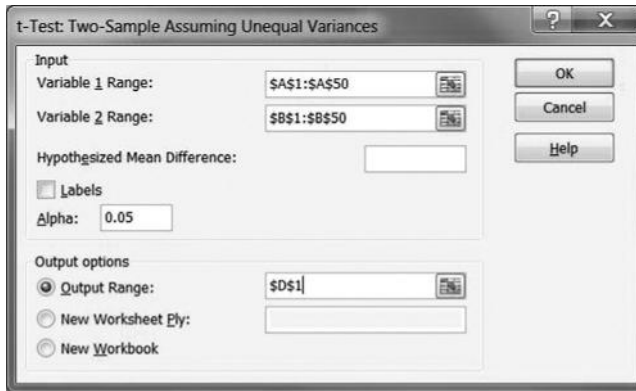 t-Test: Two-Sample Assuming Unequal Variances
? X
Input
Variable 1 Range: $A$1:$A$50
Variable 2 Range: $B$1:$B$50
Hypothesized Mean Difference:
Labels
Alpha: 0.05
OK
Cancel
Help
Output options
Output Range: $D$1
New Worksheet Ply:
New Workbook